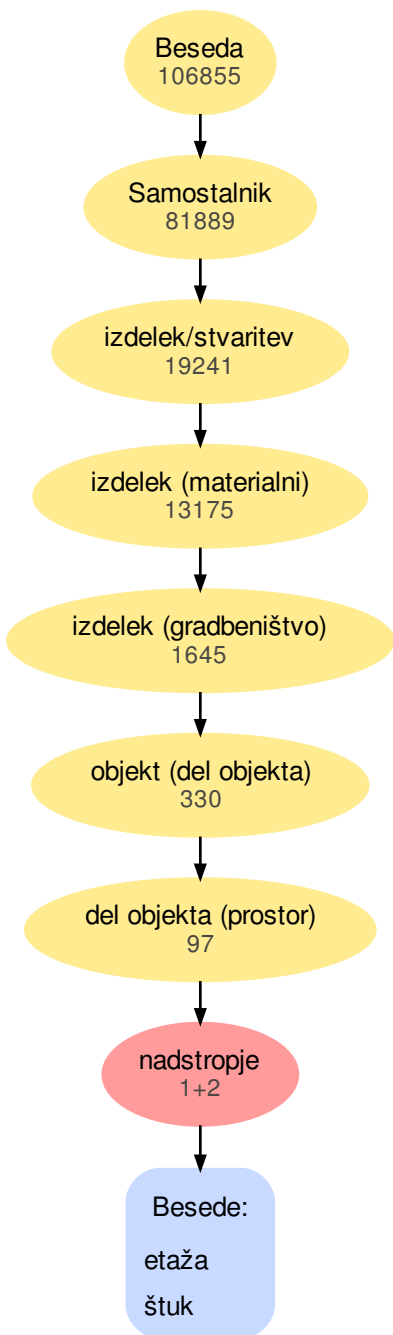 Beseda
106855
Samostalnik
81889
izdelek/stvaritev
19241
izdelek (materialni)
13175
izdelek (gradbeništvo)
1645
objekt (del objekta)
330
del objekta (prostor)
97
nadstropje
1+2
Besede:
etaža
štuk